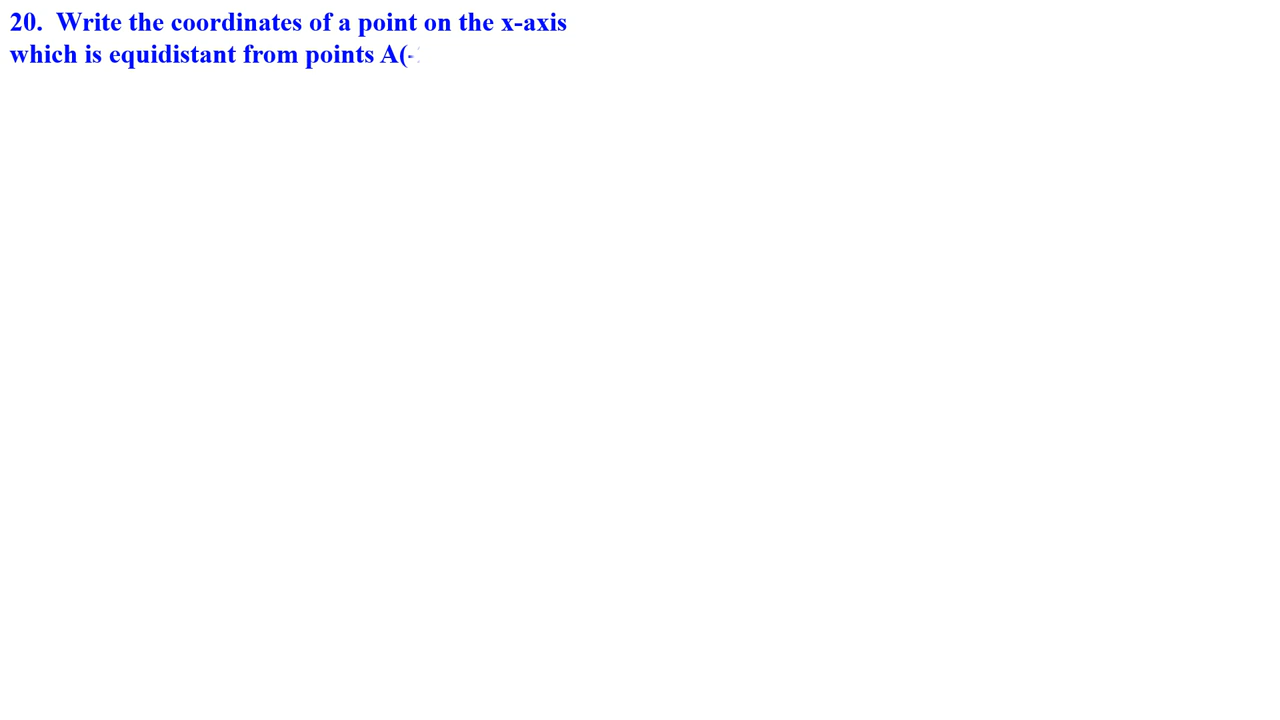 20. Write the coordinates of a point on the x-axis
which is equidistant from points A(-